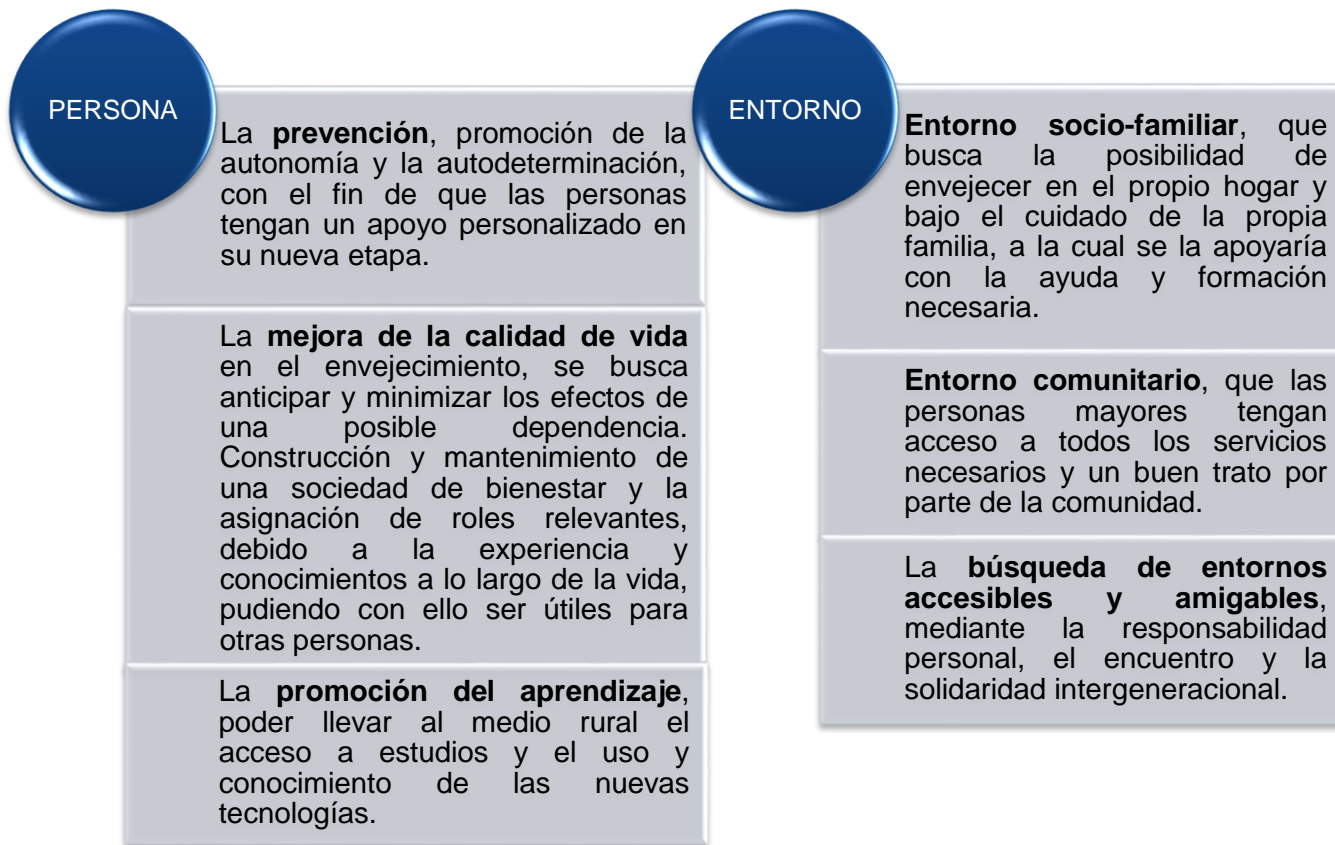 PERSONA
La prevención, promoción de la
autonomía y la autodeterminación,
con el fin de que las personas
tengan un apoyo personalizado en
su nueva etapa.
La mejora de la calidad de vida
en el envejecimiento, se busca
anticipar y minimizar los efectos de
una posible dependencia.
Construcción y mantenimiento de
una sociedad de bienestar y la
asignación de roles relevantes,
debido a la experiencia y
conocimientos a lo largo de la vida,
pudiendo con ello ser útiles para
otras personas.
La promoción del aprendizaje,
poder llevar al medio rural el
acceso a estudios y el uso y
conocimiento de las nuevas
tecnologías.
ENTORNO
Entorno socio-familiar, que
busca la posibilidad de
envejecer en el propio hogar y
bajo el cuidado de la propia
familia, a la cual se la apoyaría
con la ayuda y formación
necesaria.
Entorno comunitario, que las
personas mayores tengan
acceso a todos los servicios
necesarios y un buen trato por
parte de la comunidad.
La búsqueda de entornos
accesibles y amigables,
mediante la responsabilidad
personal, el encuentro y la
solidaridad intergeneracional.